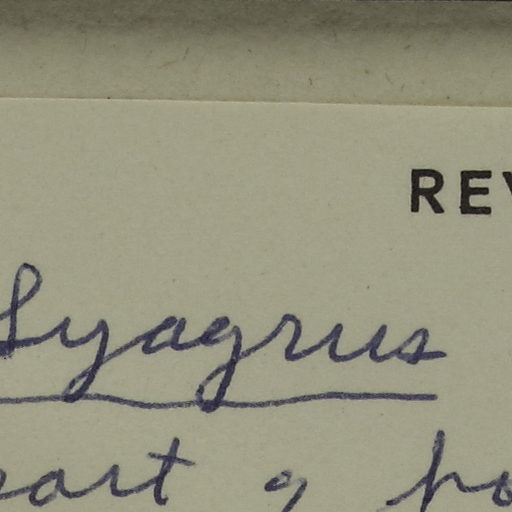 REV
Syagrus
part of